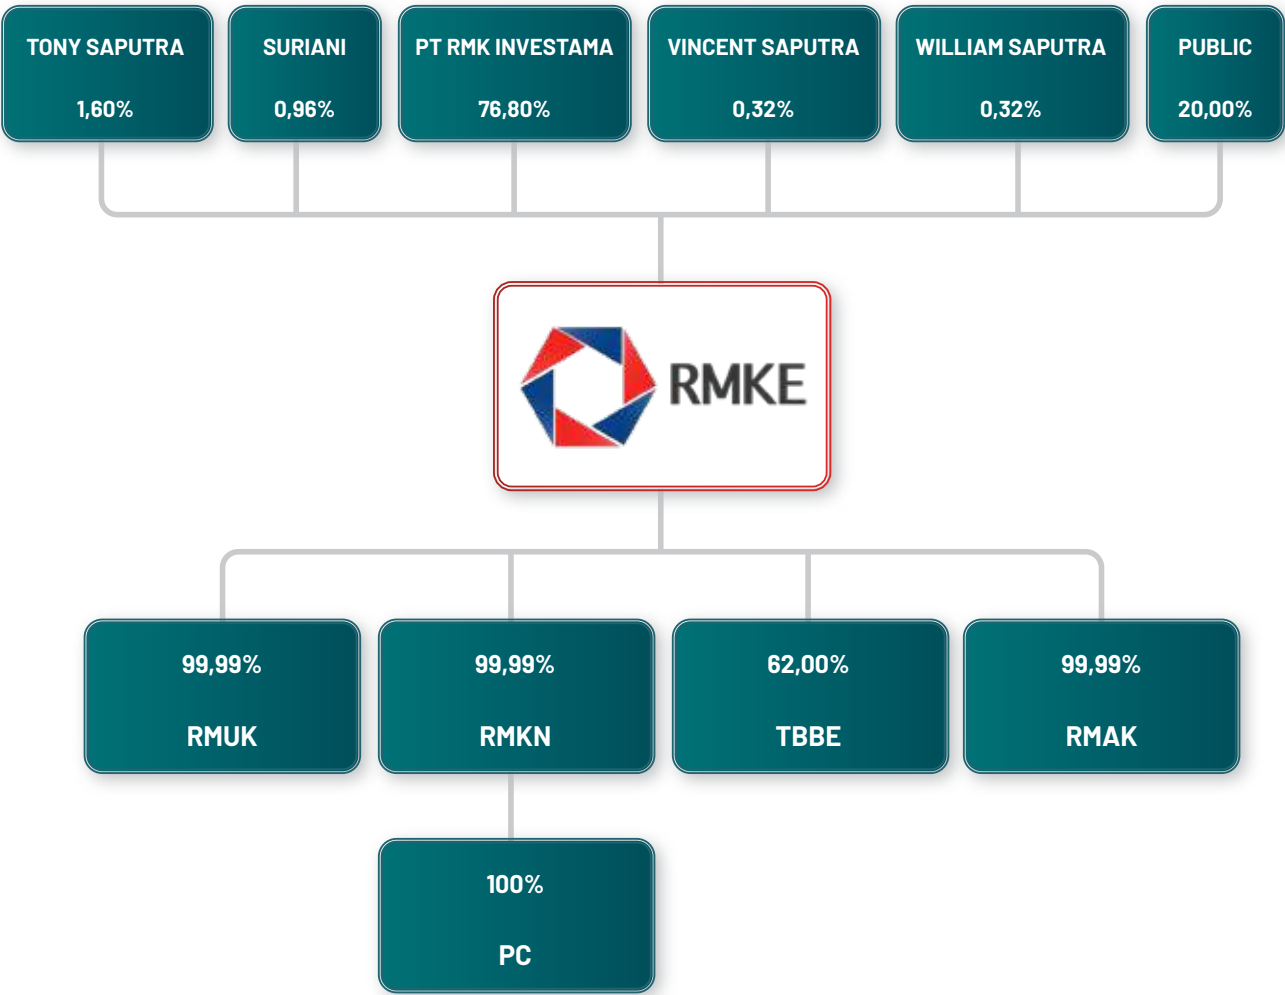 TONY SAPUTRA
1,60%
SURIANI
0,96%
PT RMK INVESTAMA
76,80%
VINCENT SAPUTRA
0,32%
WILLIAM SAPUTRA
0,32%
PUBLIC
20,00%
RMKE
99,99%
RMUK
99,99%
RMKN
62,00%
TBBE
99,99%
RMAK
100%
PC